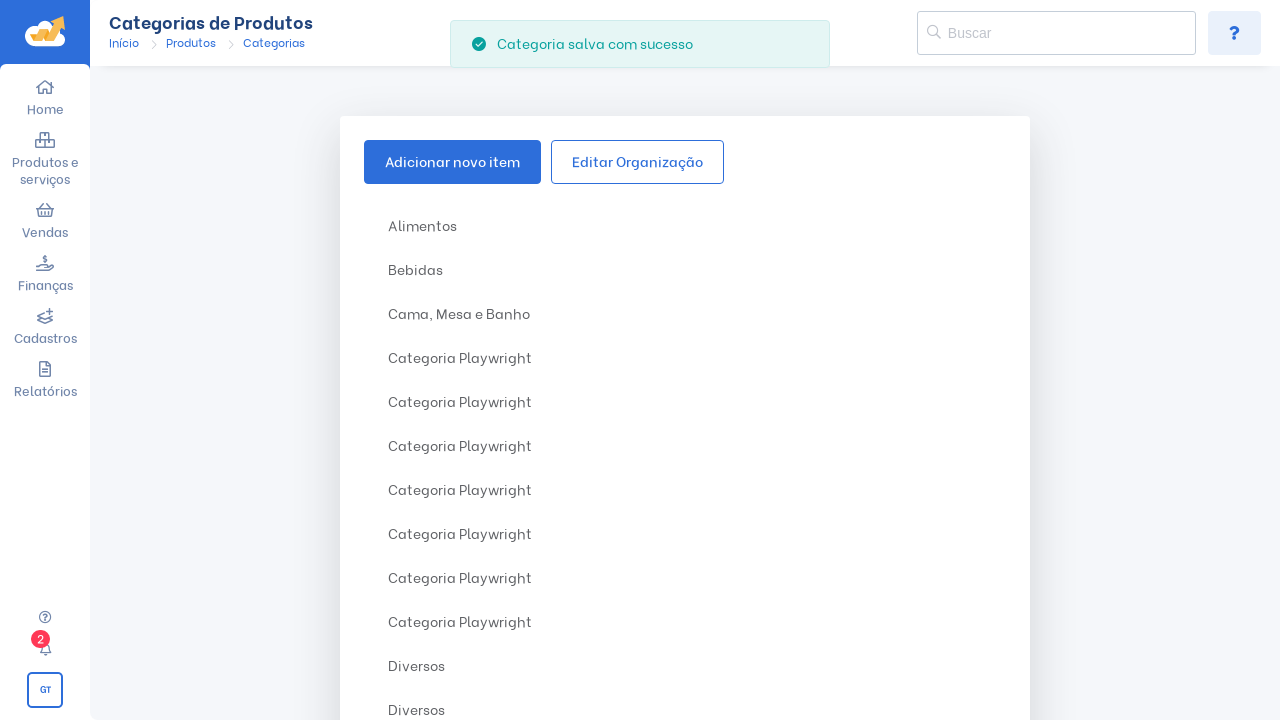 Categorias de Produtos
Início
Produtos
Categorias
Categoria salva com sucesso
Buscar
?
Home
Produtos e
serviços
Vendas
Finanças
Cadastros
Relatórios
2
GT
Adicionar novo item
Editar Organização
Alimentos
Bebidas
Cama, Mesa e Banho
Categoria Playwright
Categoria Playwright
Categoria Playwright
Categoria Playwright
Categoria Playwright
Categoria Playwright
Categoria Playwright
Diversos
Diversos